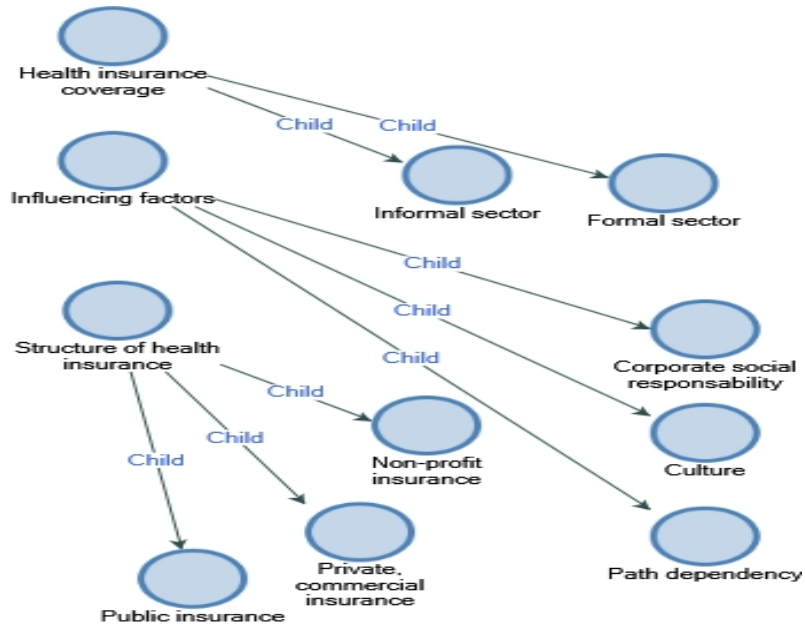 Health insurance
coverage
Child
Child
Informal sector
Formal sector
Influencing factors
Child
Child
Child
Corporate social
responsability
Culture
Path dependency
Structure of health
insurance
Child
Child
Child
Non-profit
insurance
Private,
commercial
insurance
Public insurance